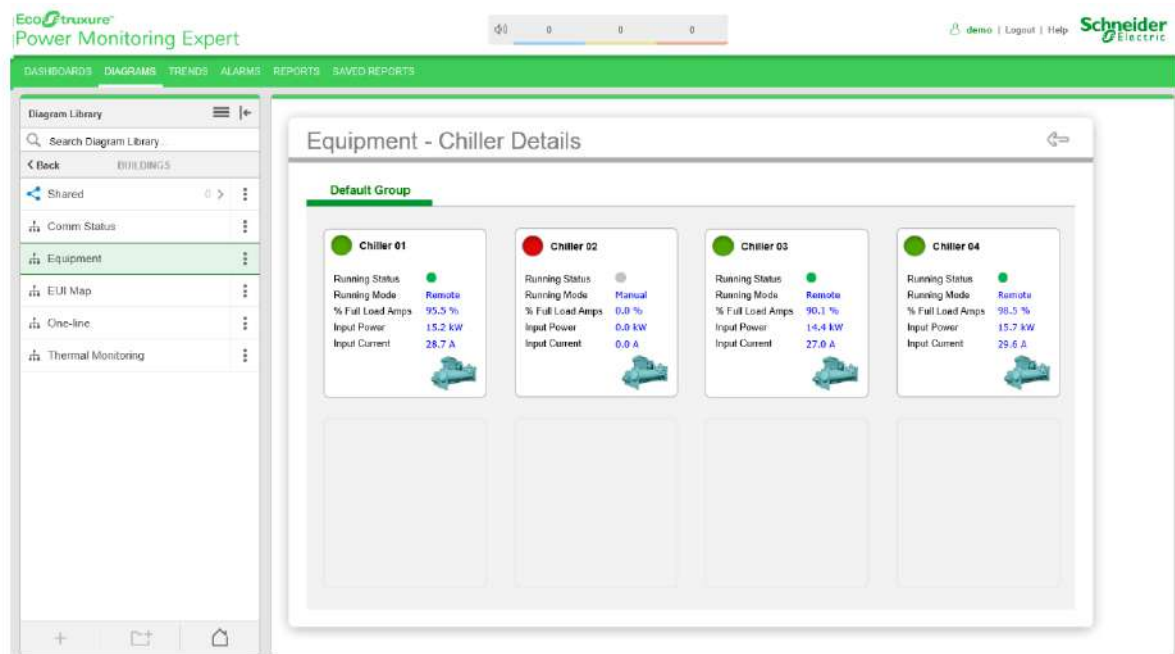 EcoStruxure™
Power Monitoring Expert
0 0 0
demo | Logout | Help
Schneider Electric
DASHBOARDS DIAGRAMS TRENDS ALARMS REPORTS SAVED REPORTS
Diagram Library
Search Diagram Library...
Back BUILDINGS
Shared 0
Comm Status
Equipment
EUI Map
One-line
Thermal Monitoring
Equipment - Chiller Details
Default Group
Chiller 01
Running Status
Running Mode Remote
% Full Load Amps 95.5 %
Input Power 15.2 kW
Input Current 28.7 A
Chiller 02
Running Status
Running Mode Manual
% Full Load Amps 0.0 %
Input Power 0.0 kW
Input Current 0.0 A
Chiller 03
Running Status
Running Mode Remote
% Full Load Amps 90.1 %
Input Power 14.4 kW
Input Current 27.0 A
Chiller 04
Running Status
Running Mode Remote
% Full Load Amps 98.5 %
Input Power 15.7 kW
Input Current 29.6 A